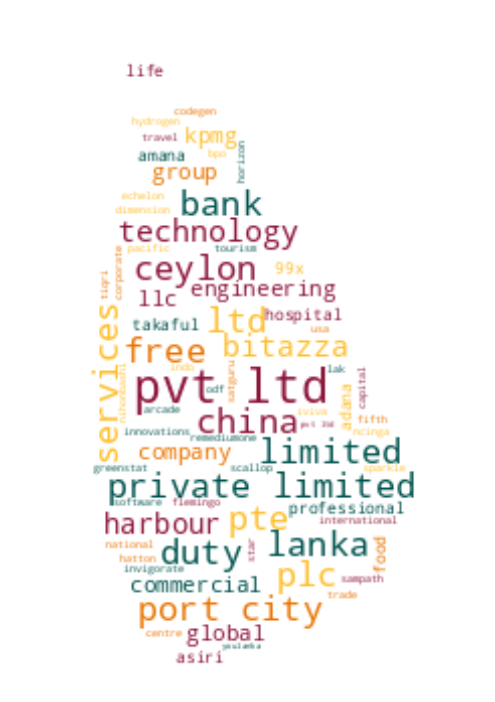 life
codegen
hydrogen
travel
kpmg
amana
bpo
horizon
group
echelon
bank
dimension
technology
pacific
tourism
corporate
tiqri
ceylon
99x
llc
engineering
takaful
ltd
hospital
usa
services
free
bitazza
indo
lak
nihonbashi
pvt ltd
odf
satguru
capital
adana
arcade
china
iviva
pvt ltd
fifth
innovations
remediumone
ncinga
company
limited
greenstat
scallop
sparkle
private limited
software
flemingo
professional
harbour
pte
international
national
duty
star
lanka
food
hatton
invigorate
commercial
plc
sampath
trade
port city
centre
global
youlanka
asiri